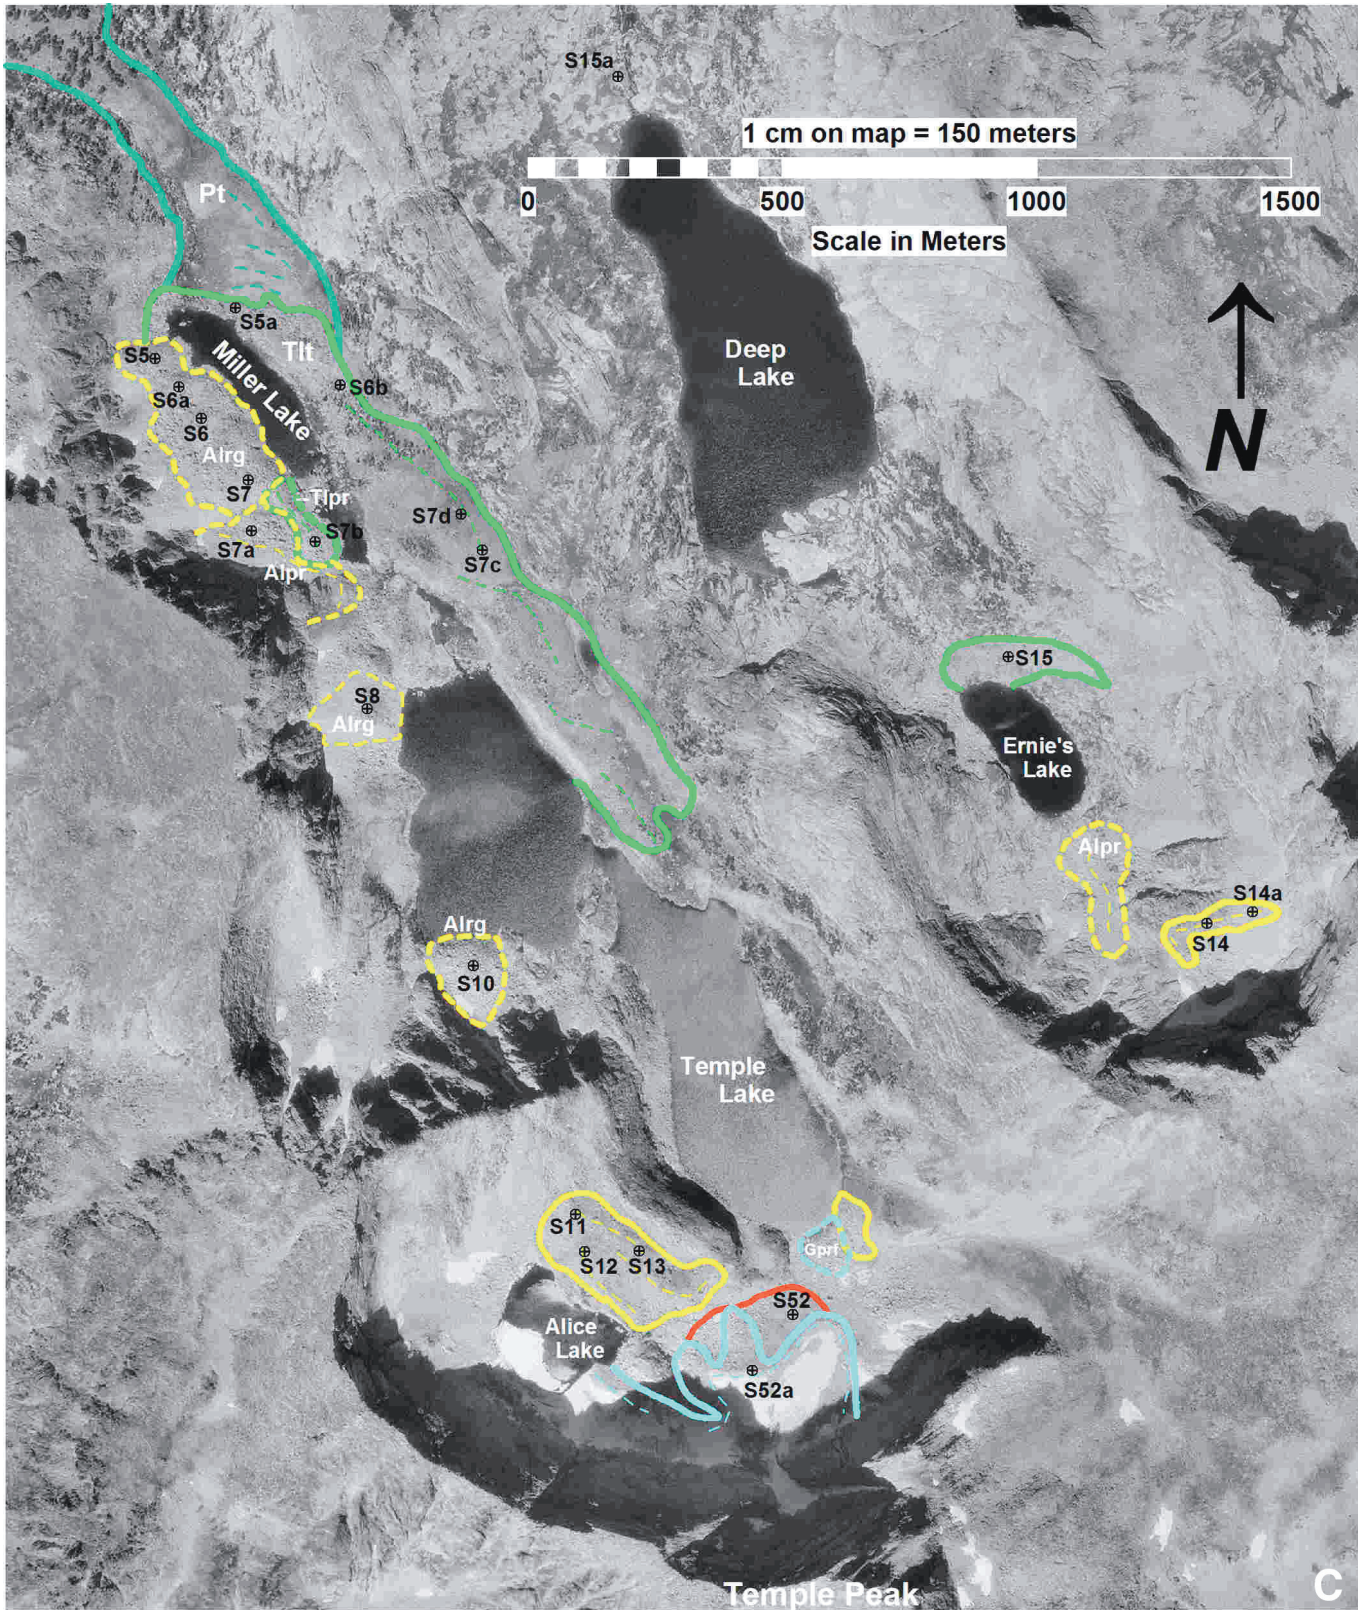 S15a
1 cm on map = 150 meters
0 500 1000 1500
Scale in Meters
Pt
N
S5a
Tlt
S5
Miller Lake
S6a
S6b
S6
Deep
Lake
Alrg
S7
Tlpr
S7d
S7b
S7a
S7c
Alpr
S15
S8
Alrg
Ernie's
Lake
Alpr
S14a
S14
Alrg
S10
Temple
Lake
S11
S12
S13
Gprf
S52
Alice
Lake
S52a
Temple Peak
C